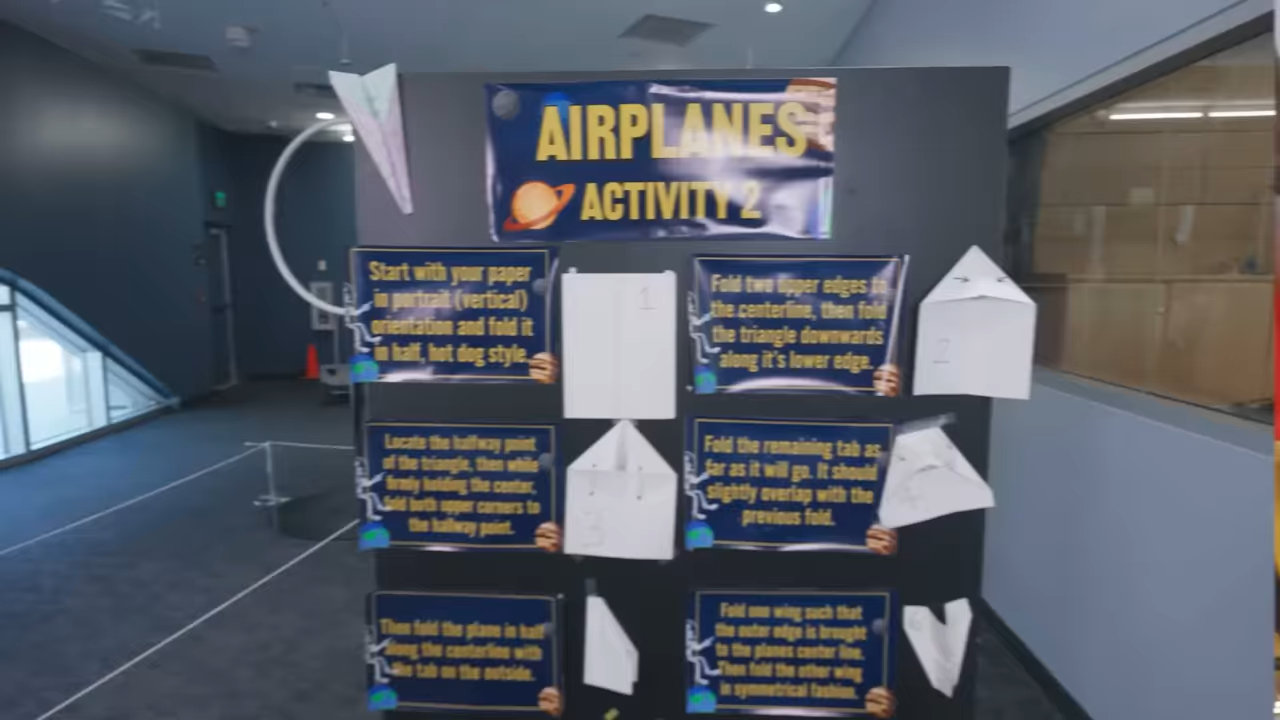 AIRPLANES
ACTIVITY 2
Start with your paper
in portrait (vertical)
orientation and fold it
in half, hot dog style.
1
Fold two upper edges to
the centerline, then fold
the triangle downwards
along it's lower edge.
2
Locate the halfway point
of the triangle, then while
firmly holding the center,
fold both upper corners to
the halfway point.
3
Fold the remaining tab as
far as it will go. It should
slightly overlap with the
previous fold.
Then fold the plane in half
along the centerline with
the tab on the outside.
Fold one wing such that
the outer edge is brought
to the planes center line.
Then fold the other wing
in symmetrical fashion.